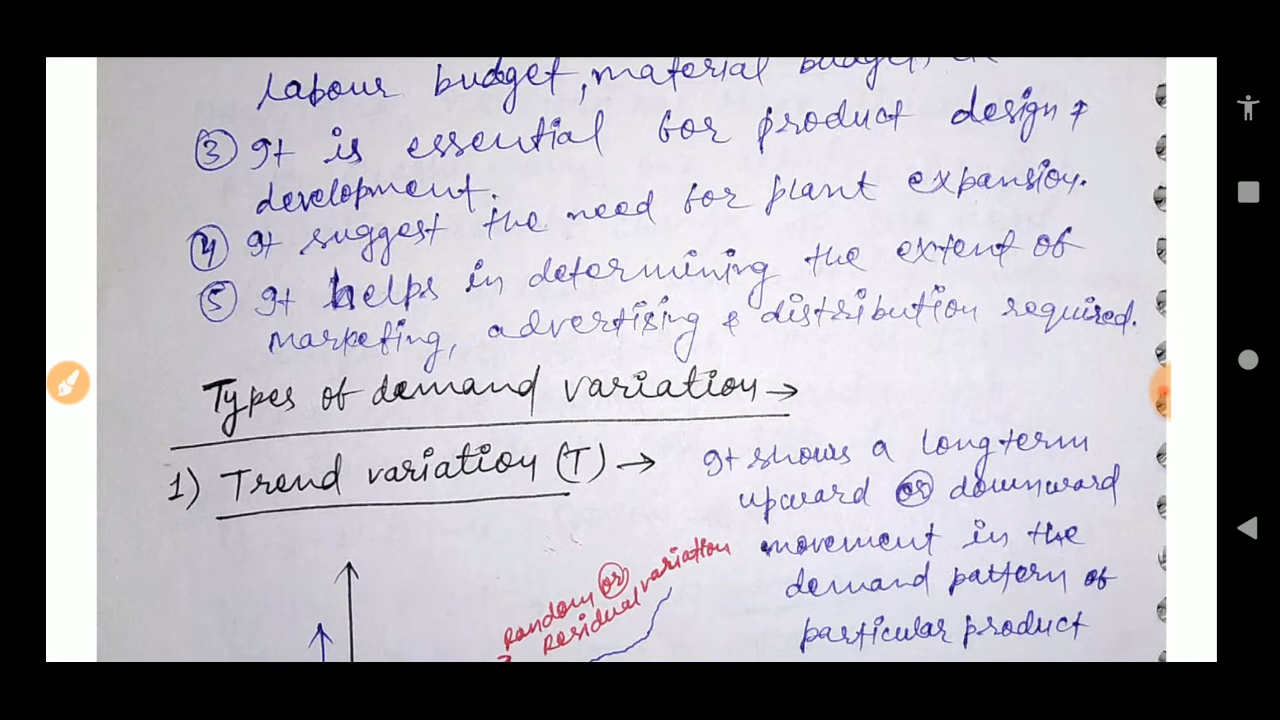 labour budget, material budget, etc
③ It is essential for product design &
development.
④ It suggest the need for plant expansion.
⑤ It helps in determining the extent of
marketing, advertising & distribution required.
Types of demand variation →
1) Trend variation (T) → It shows a long term
upward or downward
movement in the
demand pattern of
particular product
random or
residual variation